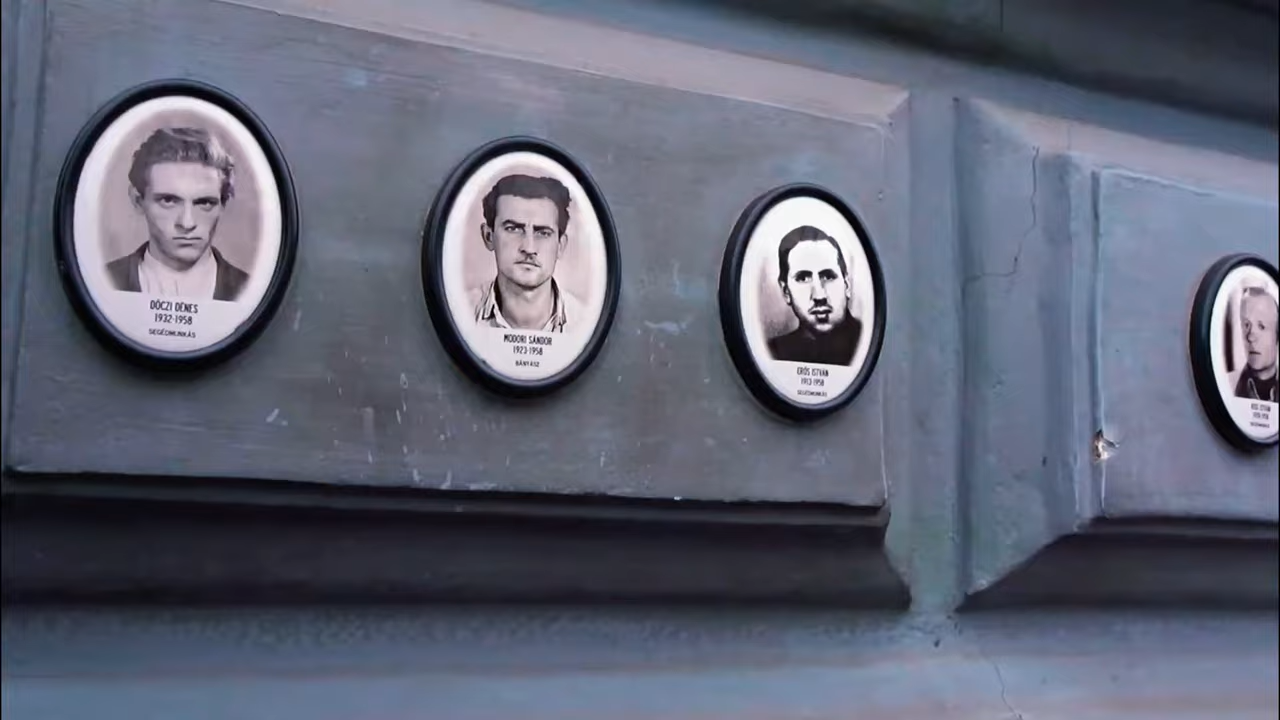 DÓCZI DÉNES
1932-1958
SEGÉDMUNKÁS
MODORI SÁNDOR
1923-1958
BÁNYÁSZ
ERŐS ISTVÁN
1913-1958
SEGÉDMUNKÁS